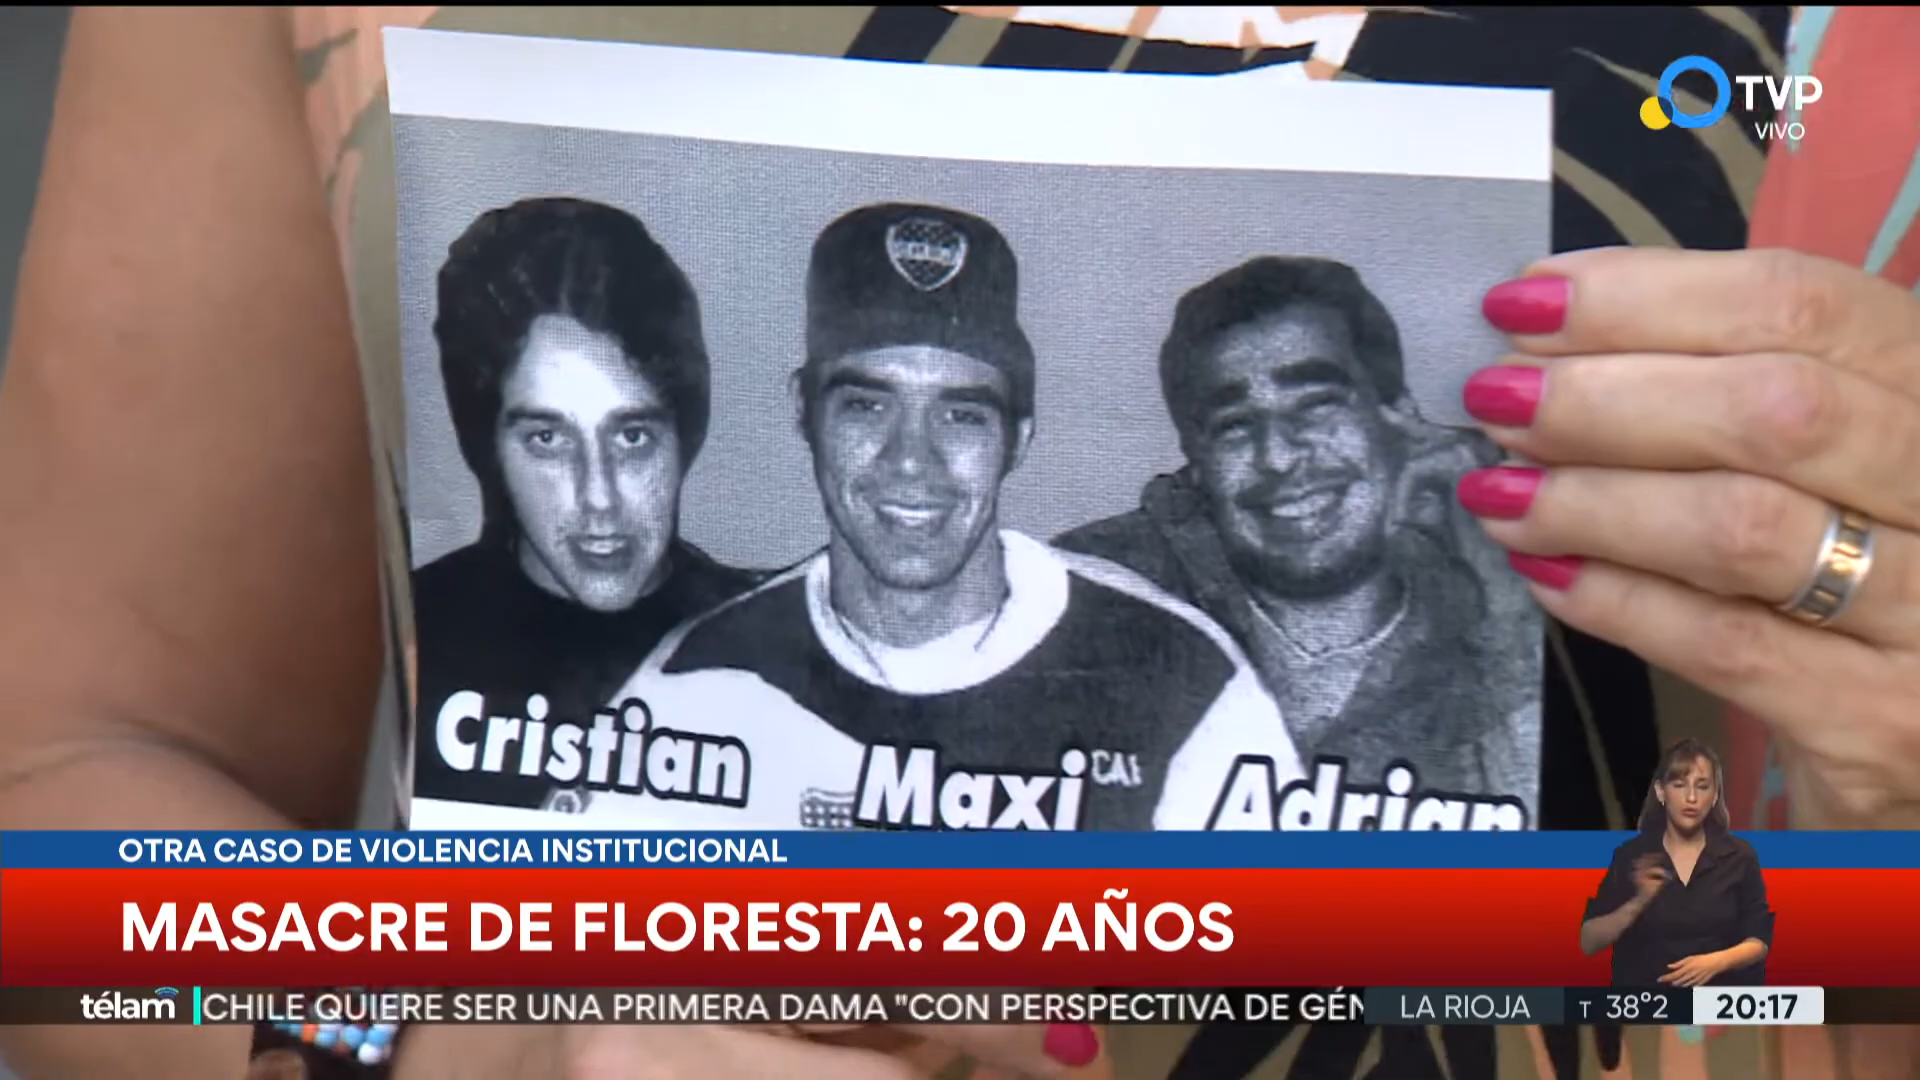 TVP
VIVO
Cristian
Maxi
CAI
Adrian
OTRA CASO DE VIOLENCIA INSTITUCIONAL
MASACRE DE FLORESTA: 20 AÑOS
télam
CHILE QUIERE SER UNA PRIMERA DAMA "CON PERSPECTIVA DE GÉN
LA RIOJA
T 38°2
20:17